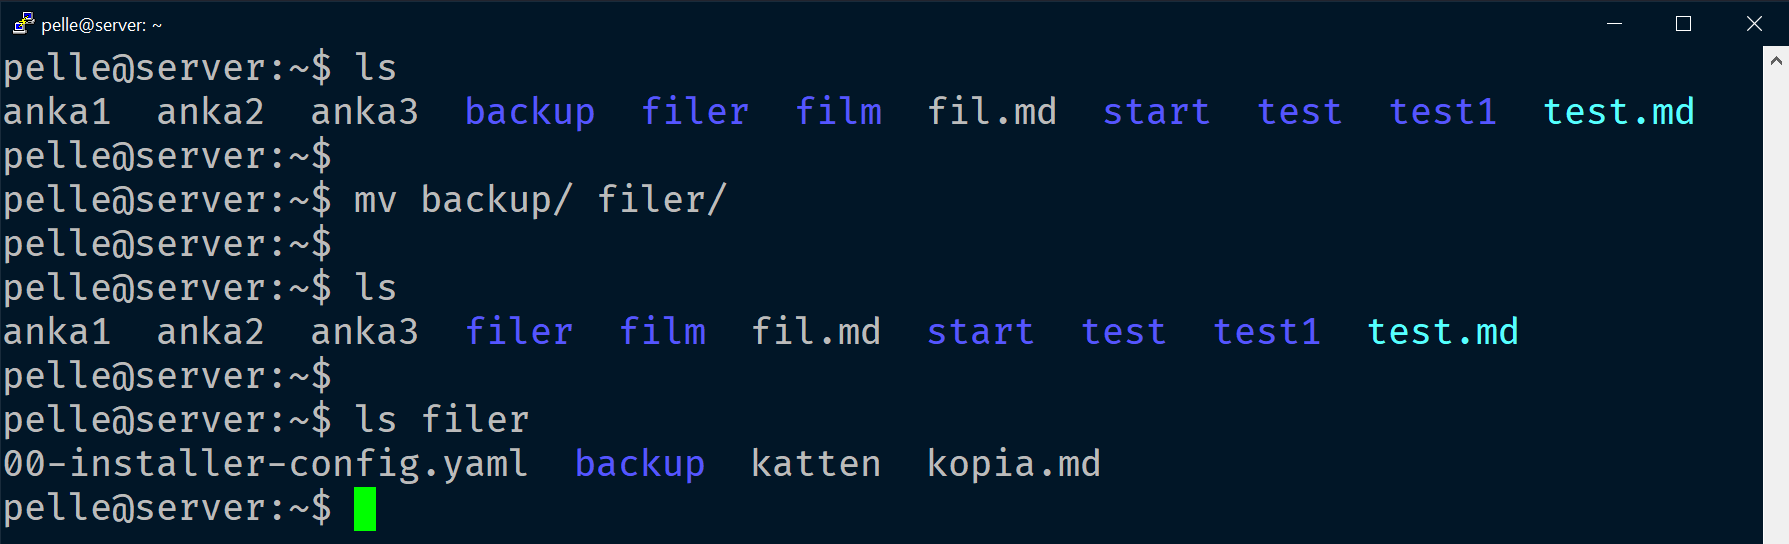 pelle@server: ~
pelle@server:~$ ls
anka1  anka2  anka3  backup  filer  film  fil.md  start  test  test1  test.md
pelle@server:~$
pelle@server:~$ mv backup/ filer/
pelle@server:~$
pelle@server:~$ ls
anka1  anka2  anka3  filer  film  fil.md  start  test  test1  test.md
pelle@server:~$
pelle@server:~$ ls filer
00-installer-config.yaml  backup  katten  kopia.md
pelle@server:~$